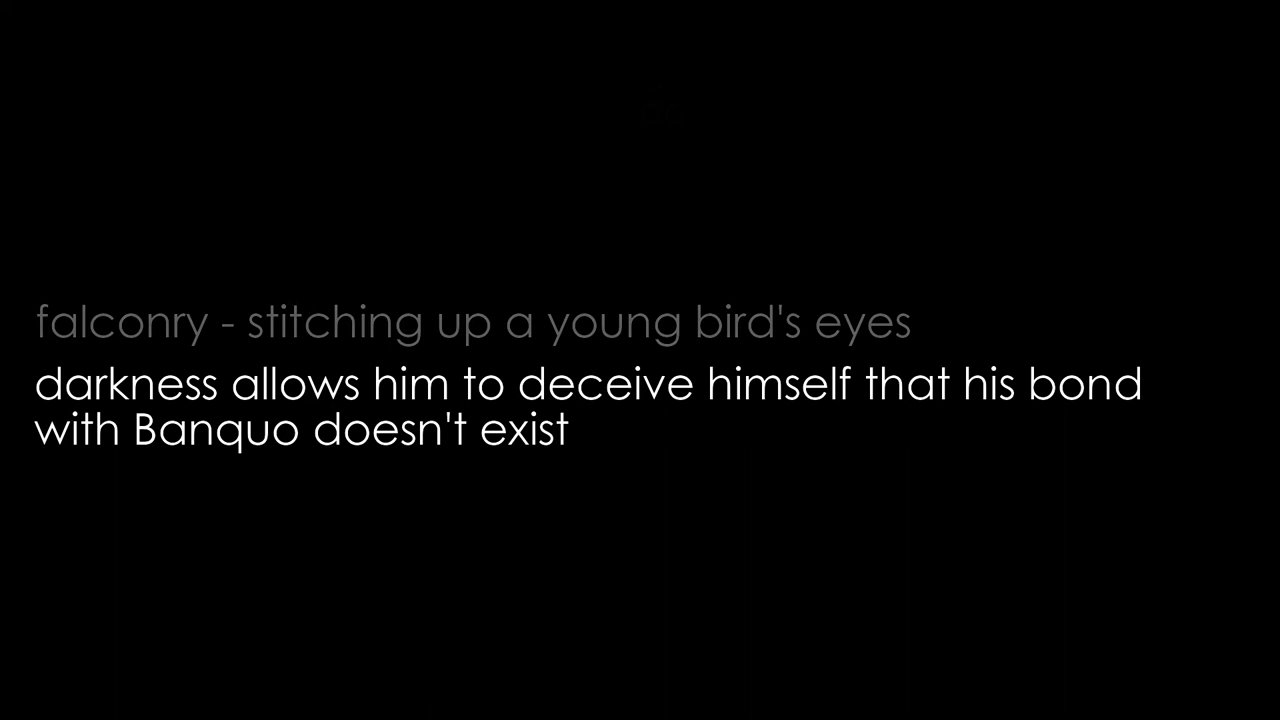 falconry - stitching up a young bird's eyes
darkness allows him to deceive himself that his bond
with Banquo doesn't exist